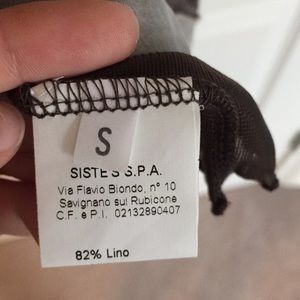 S
SISTE'S S.P.A.
Via Flavio Biondo, n° 10
Savignano sul Rubicone
C.F. e P.I. 02132890407
82% Lino